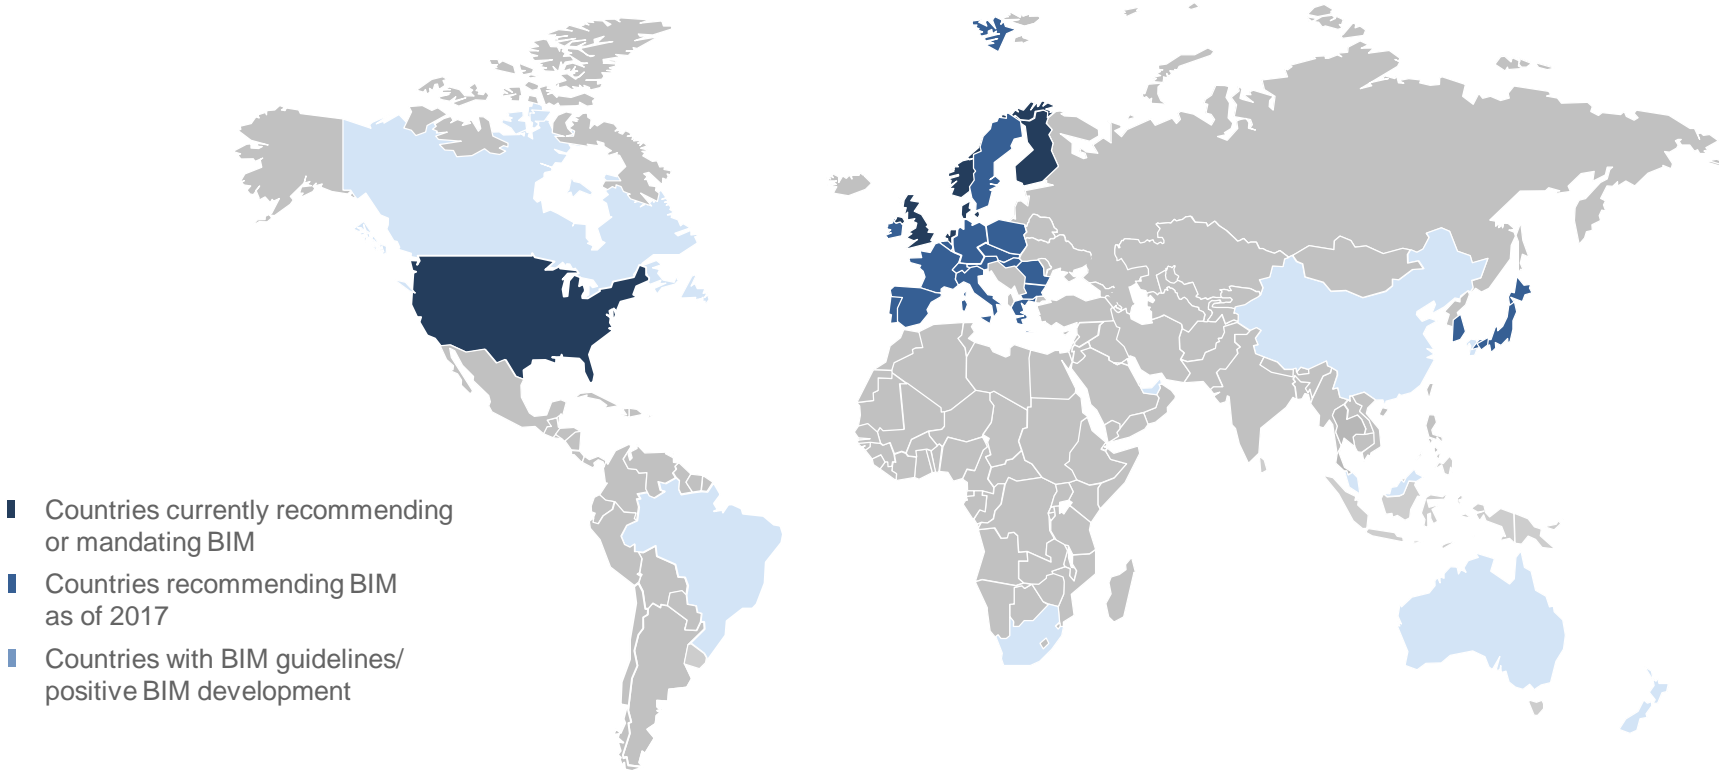 Countries currently recommending
or mandating BIM
Countries recommending BIM
as of 2017
Countries with BIM guidelines/
positive BIM development